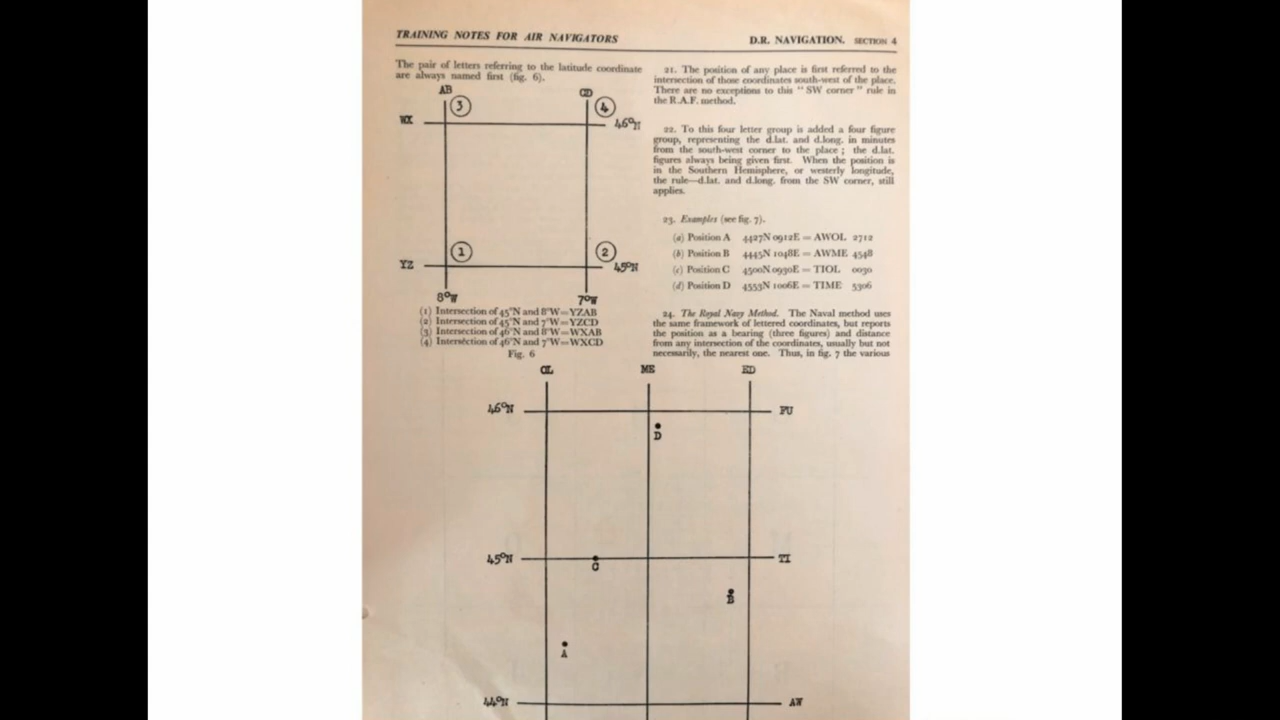 TRAINING NOTES FOR AIR NAVIGATORS
D.R. NAVIGATION. SECTION 4
The pair of letters referring to the latitude coordinate
are always named first (fig. 6).
AB
CD
3
4
WX
46°N
1
2
YZ
45°N
8°W
7°W
(1) Intersection of 45°N and 8°W=YZAB
(2) Intersection of 45°N and 7°W=YZCD
(3) Intersection of 46°N and 8°W=WXAB
(4) Intersection of 46°N and 7°W=WXCD
Fig. 6
21. The position of any place is first referred to the
intersection of those coordinates south-west of the place.
There are no exceptions to this "SW corner" rule in
the R.A.F. method.
22. To this four letter group is added a four figure
group, representing the d.lat. and d.long. in minutes
from the south-west corner to the place; the d.lat.
figures always being given first. When the position is
in the Southern Hemisphere, or westerly longitude,
the rule—d.lat. and d.long. from the SW corner, still
applies.
23. Examples (see fig. 7).
(a) Position A 4427N 0912E = AWOL 2712
(b) Position B 4445N 1048E = AWME 4548
(c) Position C 4500N 0930E = TIOL 0030
(d) Position D 4553N 1006E = TIME 5306
24. The Royal Navy Method. The Naval method uses
the same framework of lettered coordinates, but reports
the position as a bearing (three figures) and distance
from any intersection of the coordinates, usually but not
necessarily, the nearest one. Thus, in fig. 7 the various
OL
ME
ED
46°N
FU
D
45°N
TI
C
B
A
44°N
AW